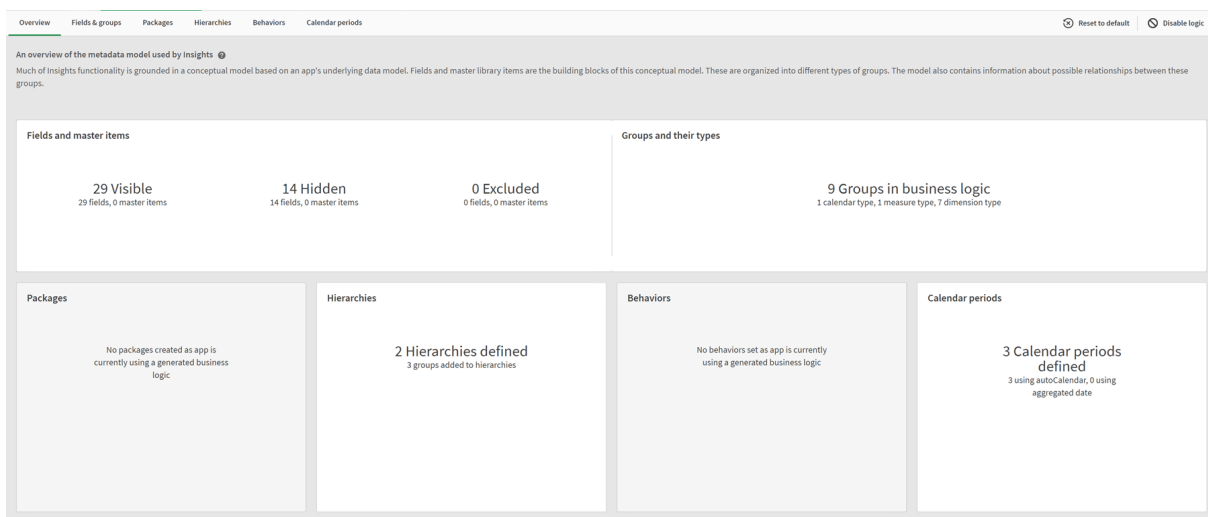 Overview Fields & groups Packages Hierarchies Behaviors Calendar periods Reset to default Disable logic
An overview of the metadata model used by Insights
Much of Insights functionality is grounded in a conceptual model based on an app's underlying data model. Fields and master library items are the building blocks of this conceptual model. These are organized into different types of groups. The model also contains information about possible relationships between these
groups.
Fields and master items
29 Visible
29 fields, 0 master items
14 Hidden
14 fields, 0 master items
0 Excluded
0 fields, 0 master items
Groups and their types
9 Groups in business logic
1 calendar type, 1 measure type, 7 dimension type
Packages
No packages created as app is
currently using a generated business
logic
Hierarchies
2 Hierarchies defined
3 groups added to hierarchies
Behaviors
No behaviors set as app is currently
using a generated business logic
Calendar periods
3 Calendar periods
defined
3 using autoCalendar, 0 using
aggregated date